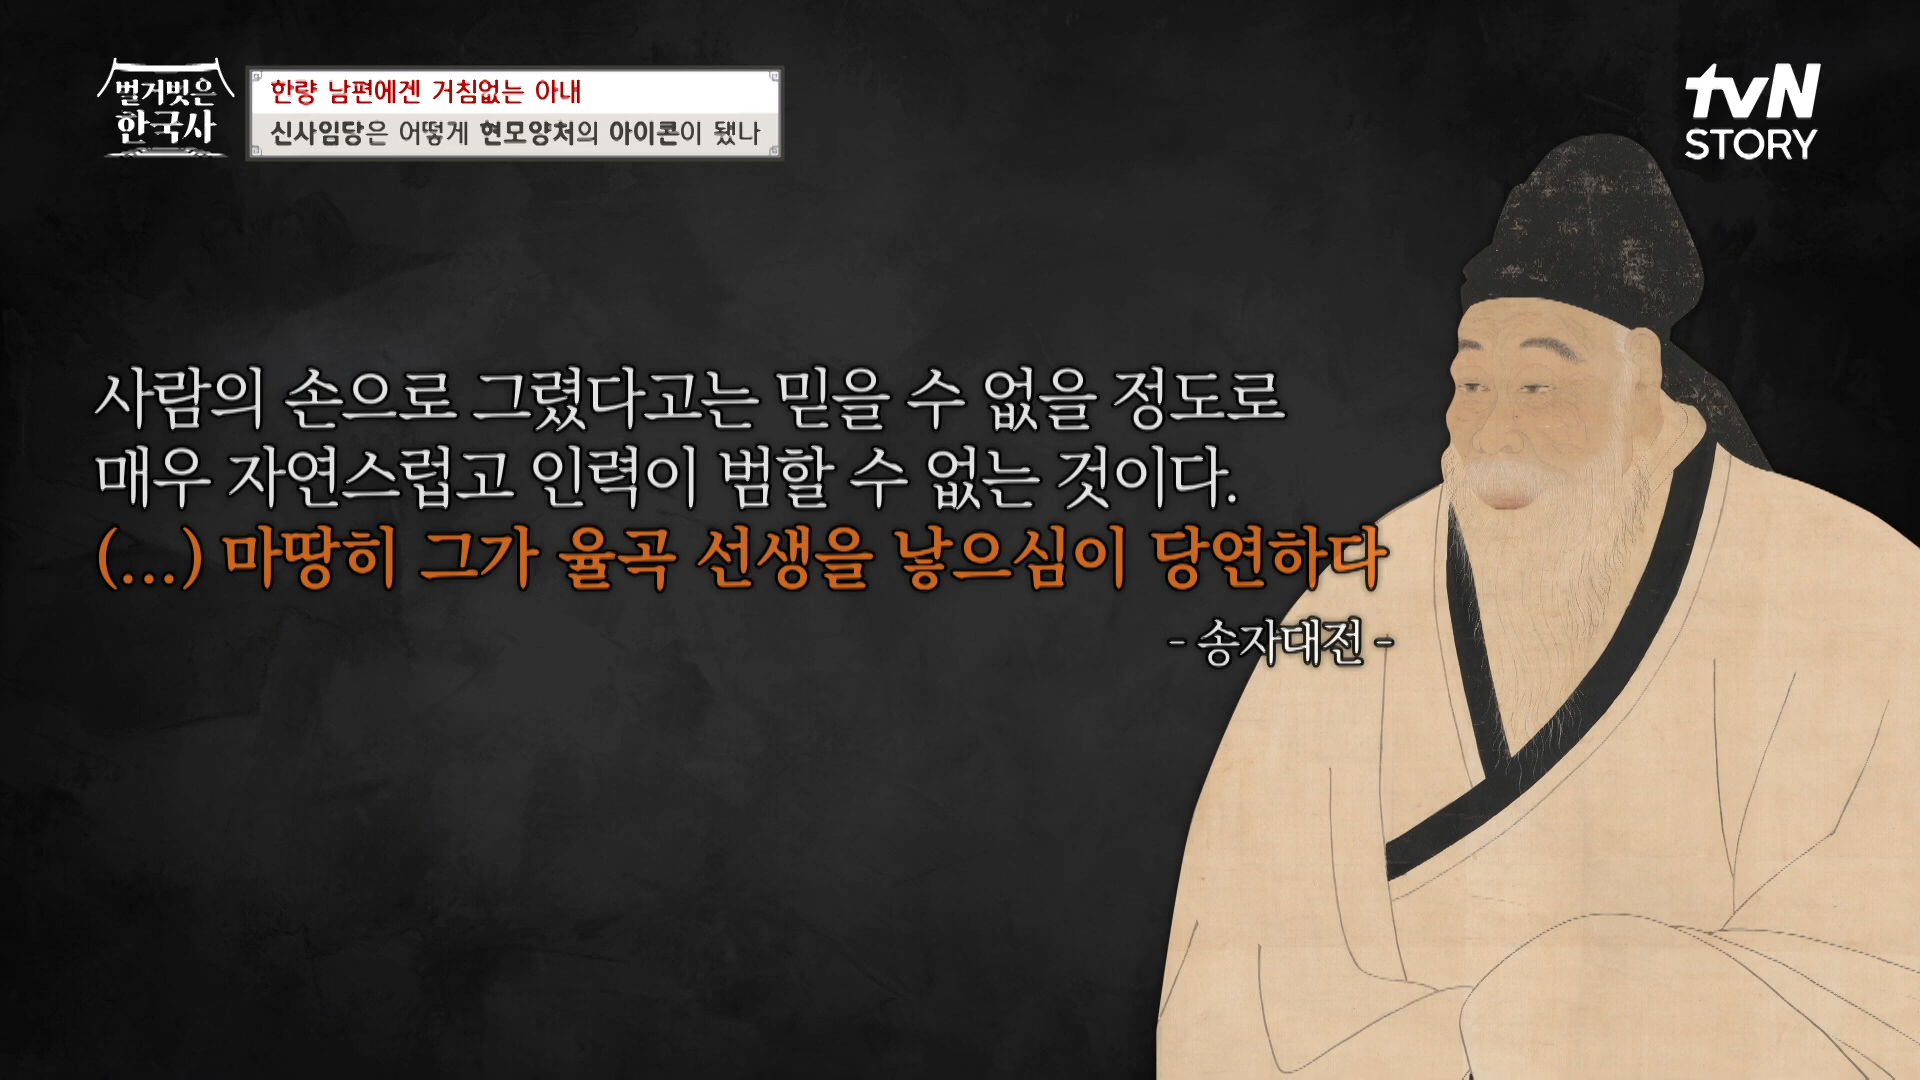 벌거벗은
한국사
한량 남편에겐 거침없는 아내
신사임당은 어떻게 현모양처의 아이콘이 됐나
tvN
STORY
사람의 손으로 그렸다고는 믿을 수 없을 정도로
매우 자연스럽고 인력이 범할 수 없는 것이다.
(...) 마땅히 그가 율곡 선생을 낳으심이 당연하다
- 송자대전 -